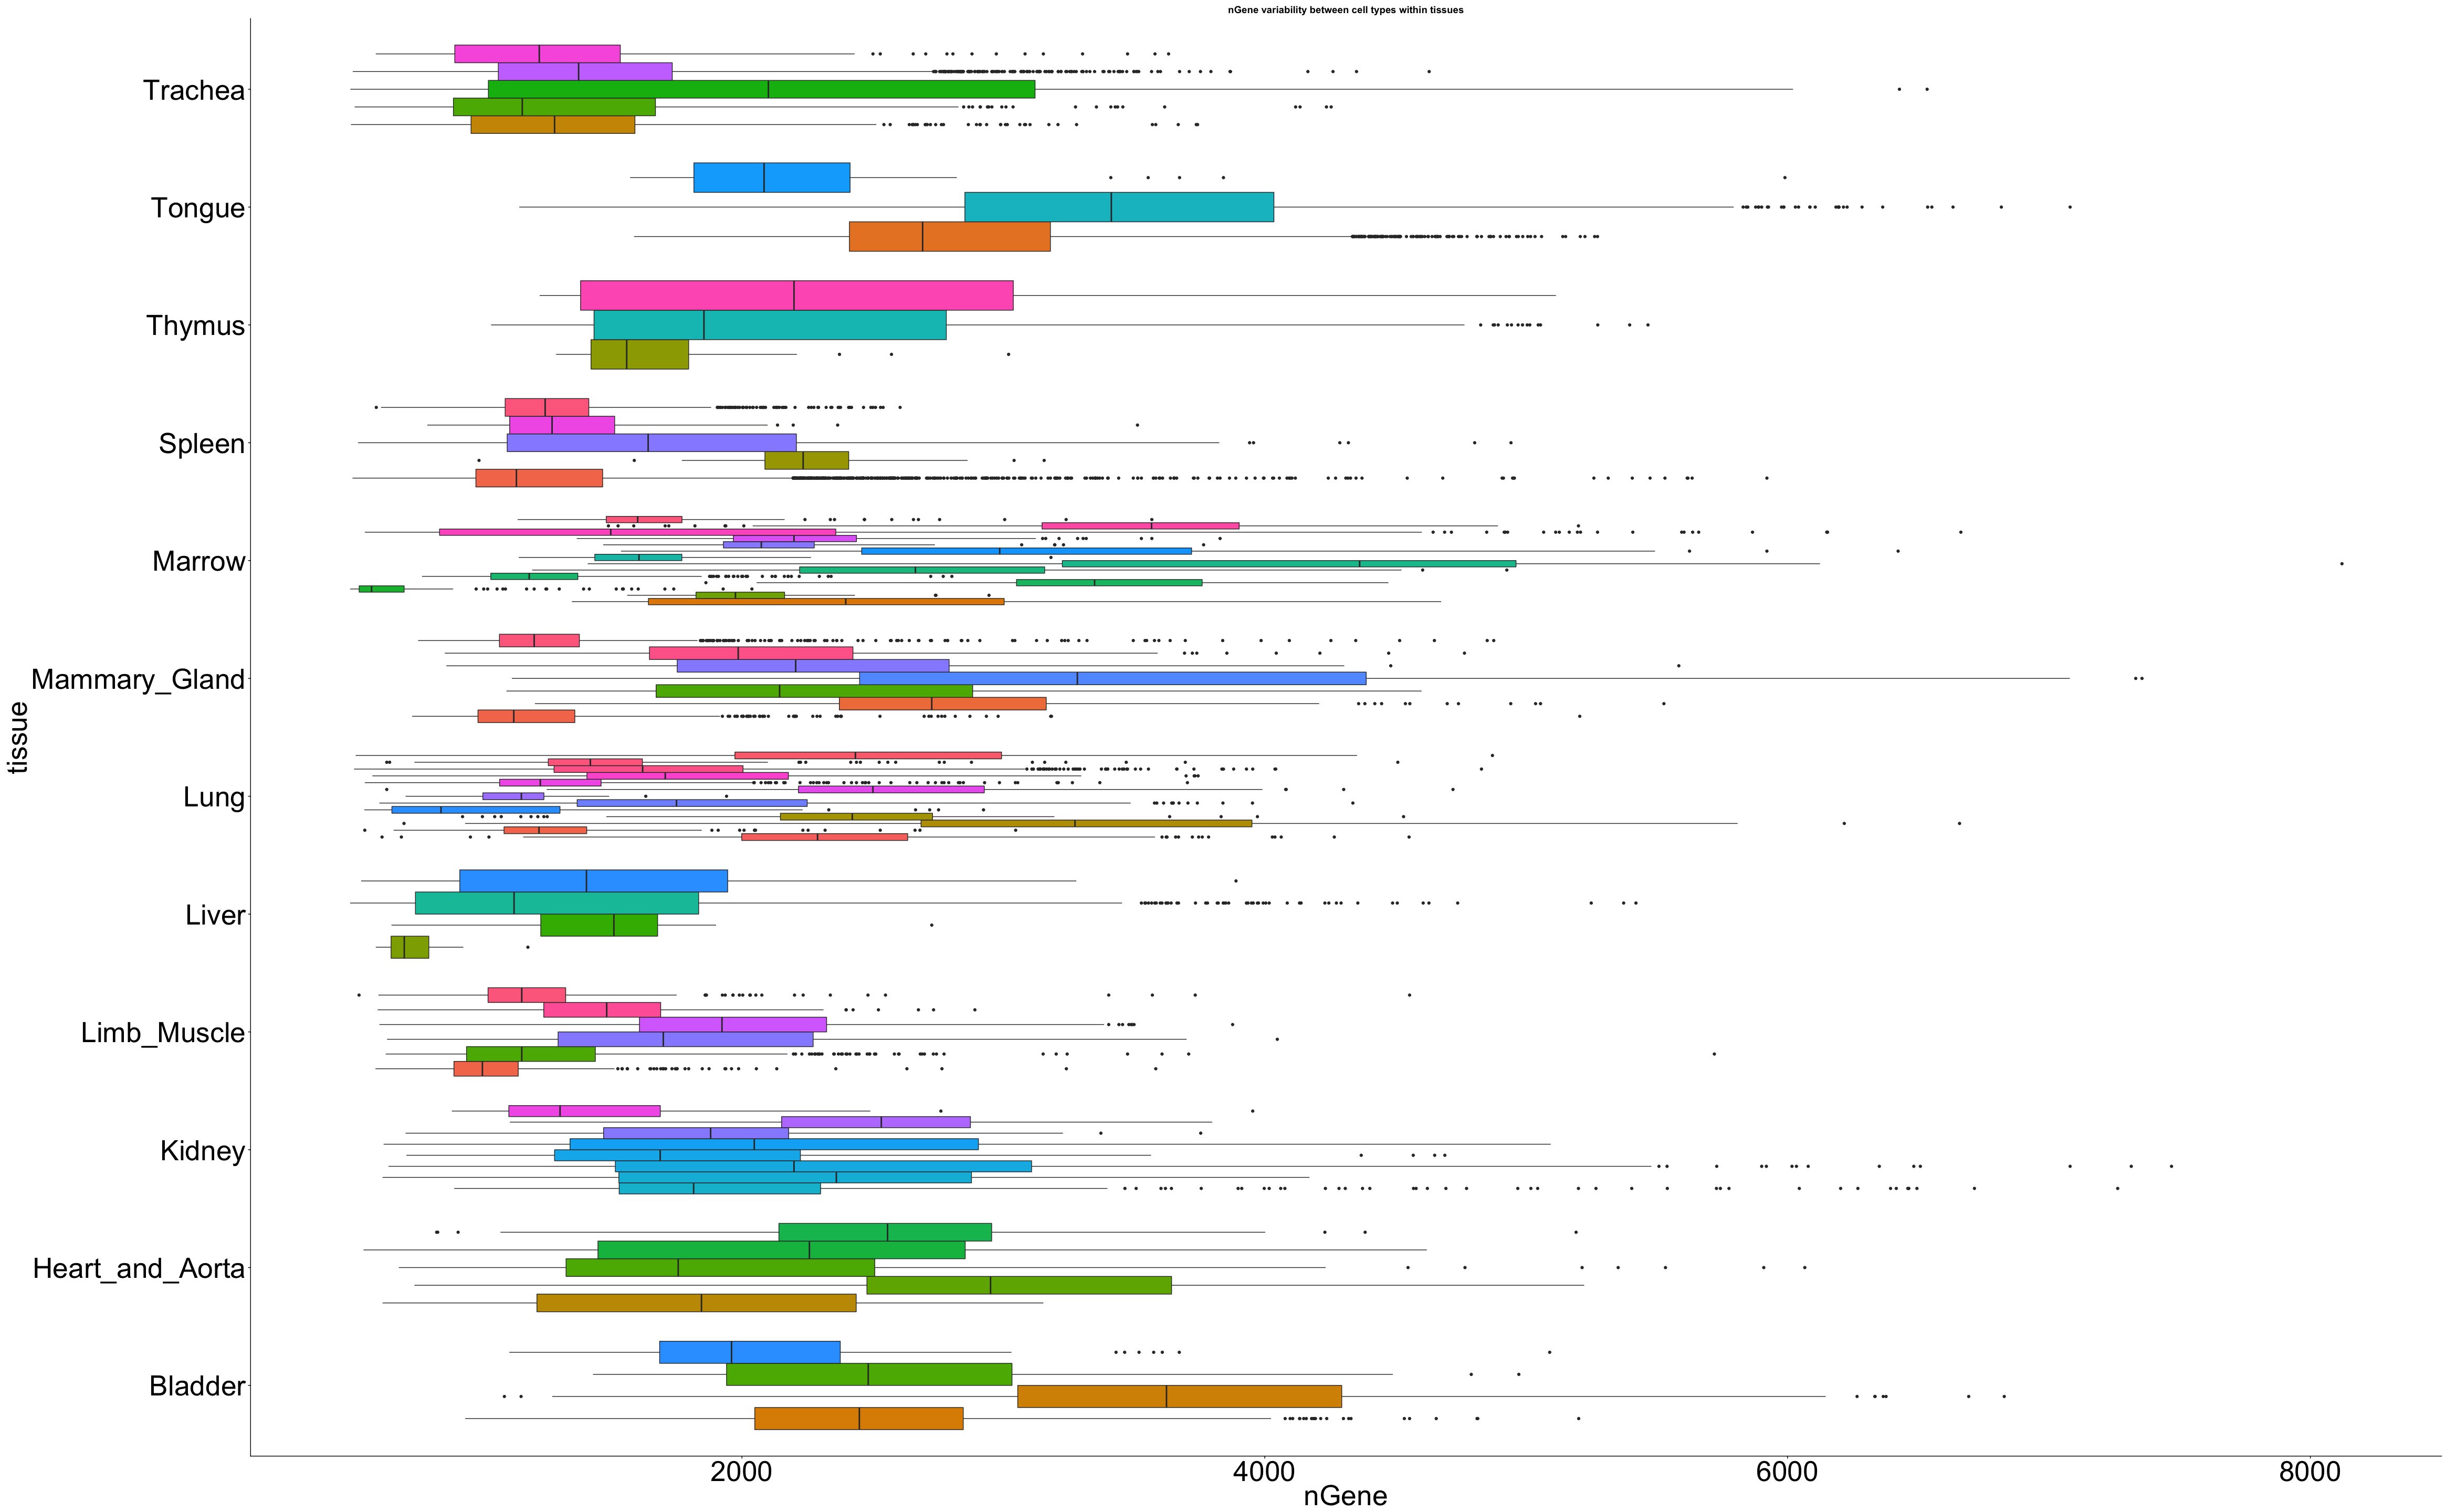 nGene variability between cell types within tissues
Trachea
Tongue
Thymus
Spleen
Marrow
Mammary_Gland
Lung
Liver
Limb_Muscle
Kidney
Heart_and_Aorta
Bladder
tissue
2000 4000 6000 8000
nGene